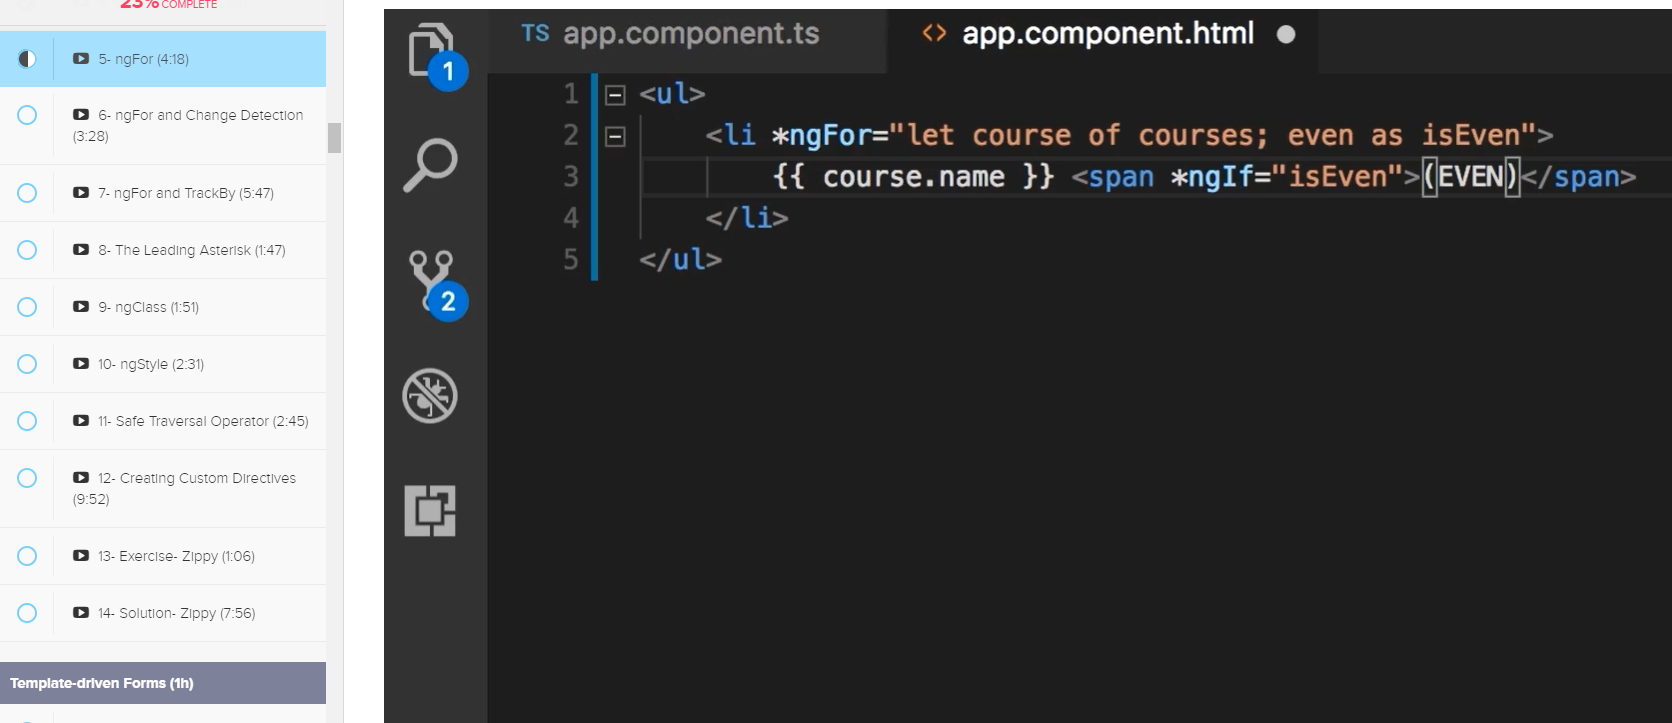 23% COMPLETE
5- ngFor (4:18)
6- ngFor and Change Detection
(3:28)
7- ngFor and TrackBy (5:47)
8- The Leading Asterisk (1:47)
9- ngClass (1:51)
10- ngStyle (2:31)
11- Safe Traversal Operator (2:45)
12- Creating Custom Directives
(9:52)
13- Exercise- Zippy (1:06)
14- Solution- Zippy (7:56)
Template-driven Forms (1h)
1
2
TS app.component.ts
<> app.component.html
1 <ul>
2 <li *ngFor="let course of courses; even as isEven">
3 {{ course.name }} <span *ngIf="isEven">(EVEN)</span>
4 </li>
5 </ul>